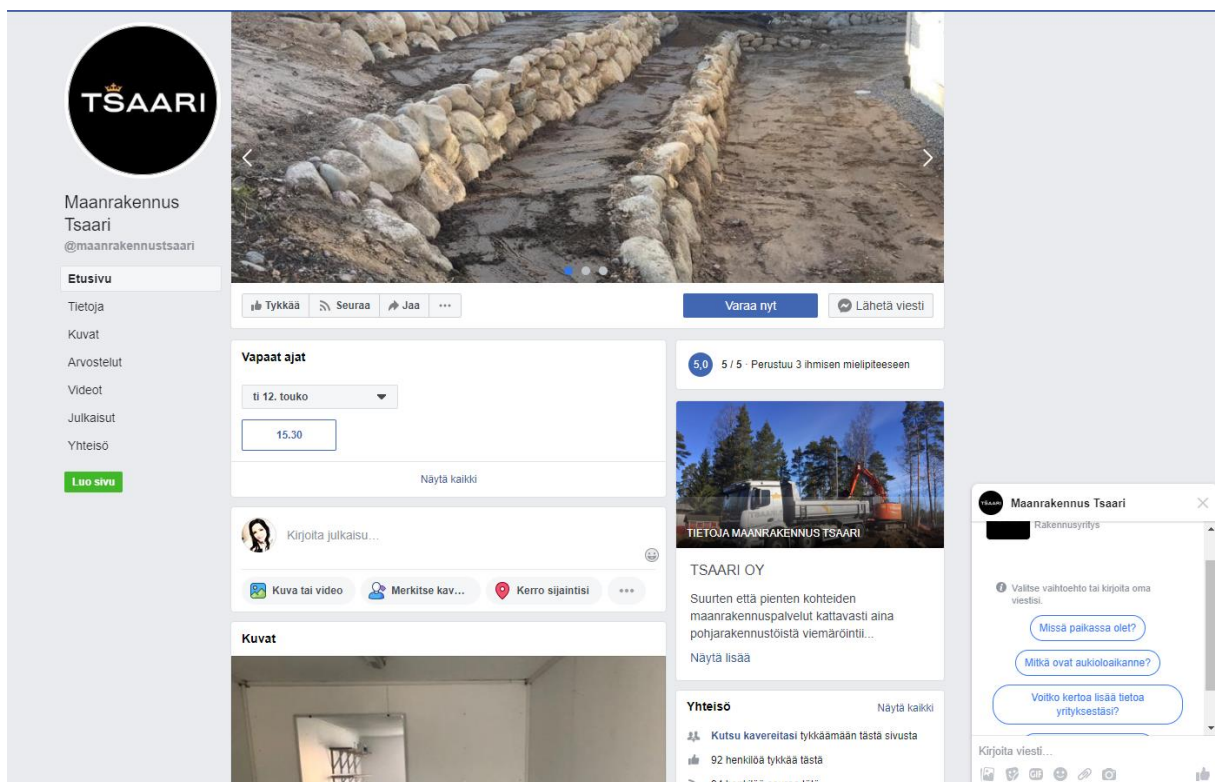 TSAARI
Maanrakennus
Tsaari
@maanrakennustsaari
Etusivu
Tietoja
Kuvat
Arvostelut
Videot
Julkaisut
Yhteisö
Luo sivu
Tykkää
Seuraa
Jaa
Varaa nyt
Lähetä viesti
Vapaat ajat
ti 12. touko
15.30
Näytä kaikki
Kirjoita julkaisu…
Kuva tai video
Merkitse kav…
Kerro sijaintisi
Kuvat
5,0 5 / 5 · Perustuu 3 ihmisen mielipiteeseen
TIETOJA MAANRAKENNUS TSAARI
TSAARI OY
Suurten että pienten kohteiden
maanrakennuspalvelut kattavasti aina
pohjarakennustöistä viemäröintii...
Näytä lisää
Yhteisö
Näytä kaikki
Kutsu kavereitasi tykkäämään tästä sivusta
92 henkilöä tykkää tästä
TSAARI
Maanrakennus Tsaari
Rakennusyritys
Valitse vaihtoehto tai kirjoita oma
viestisi.
Missä paikassa olet?
Mitkä ovat aukioloaikanne?
Voitko kertoa lisää tietoa
yrityksestäsi?
Kirjoita viesti…
GIF